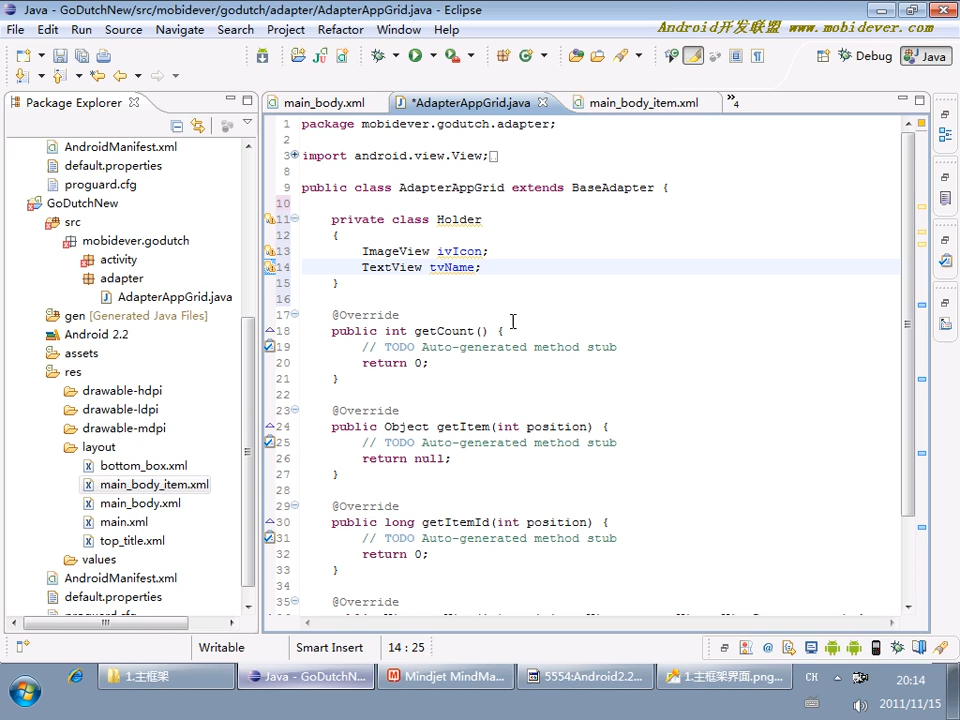 Java - GoDutchNew/src/mobidever/godutch/adapter/AdapterAppGrid.java - Eclipse
File Edit Run Source Navigate Search Project Refactor Window Help
Android开发联盟 www.mobidever.com
Debug Java
Package Explorer
main_body.xml *AdapterAppGrid.java main_body_item.xml »4
AndroidManifest.xml
default.properties
proguard.cfg
GoDutchNew
src
mobidever.godutch
activity
adapter
AdapterAppGrid.java
gen [Generated Java Files]
Android 2.2
assets
res
drawable-hdpi
drawable-ldpi
drawable-mdpi
layout
bottom_box.xml
main_body_item.xml
main_body.xml
main.xml
top_title.xml
values
AndroidManifest.xml
default.properties
proguard.cfg
1 package mobidever.godutch.adapter;
2
3 import android.view.View;
8
9 public class AdapterAppGrid extends BaseAdapter {
10
11 private class Holder
12 {
13 ImageView ivIcon;
14 TextView tvName;
15 }
16
17 @Override
18 public int getCount() {
19 // TODO Auto-generated method stub
20 return 0;
21 }
22
23 @Override
24 public Object getItem(int position) {
25 // TODO Auto-generated method stub
26 return null;
27 }
28
29 @Override
30 public long getItemId(int position) {
31 // TODO Auto-generated method stub
32 return 0;
33 }
34
35 @Override
Writable Smart Insert 14 : 25
1.主框架 Java - GoDutchN... Mindjet MindMa... 5554:Android2.2... 1.主框架界面.png... CH 20:14
2011/11/15